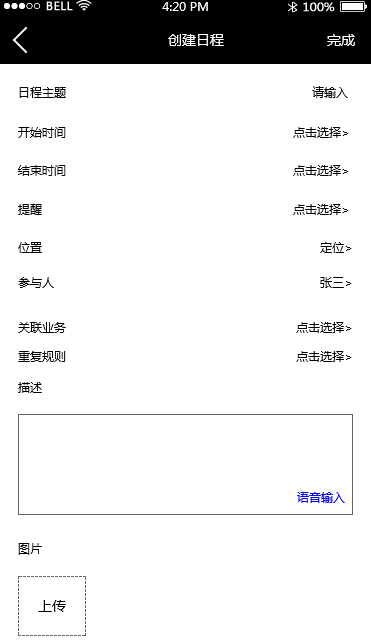 BELL 4:20 PM 100%
创建日程 完成
日程主题 请输入
开始时间 点击选择>
结束时间 点击选择>
提醒 点击选择>
位置 定位>
参与人 张三>
关联业务 点击选择>
重复规则 点击选择>
描述
语音输入
图片
上传